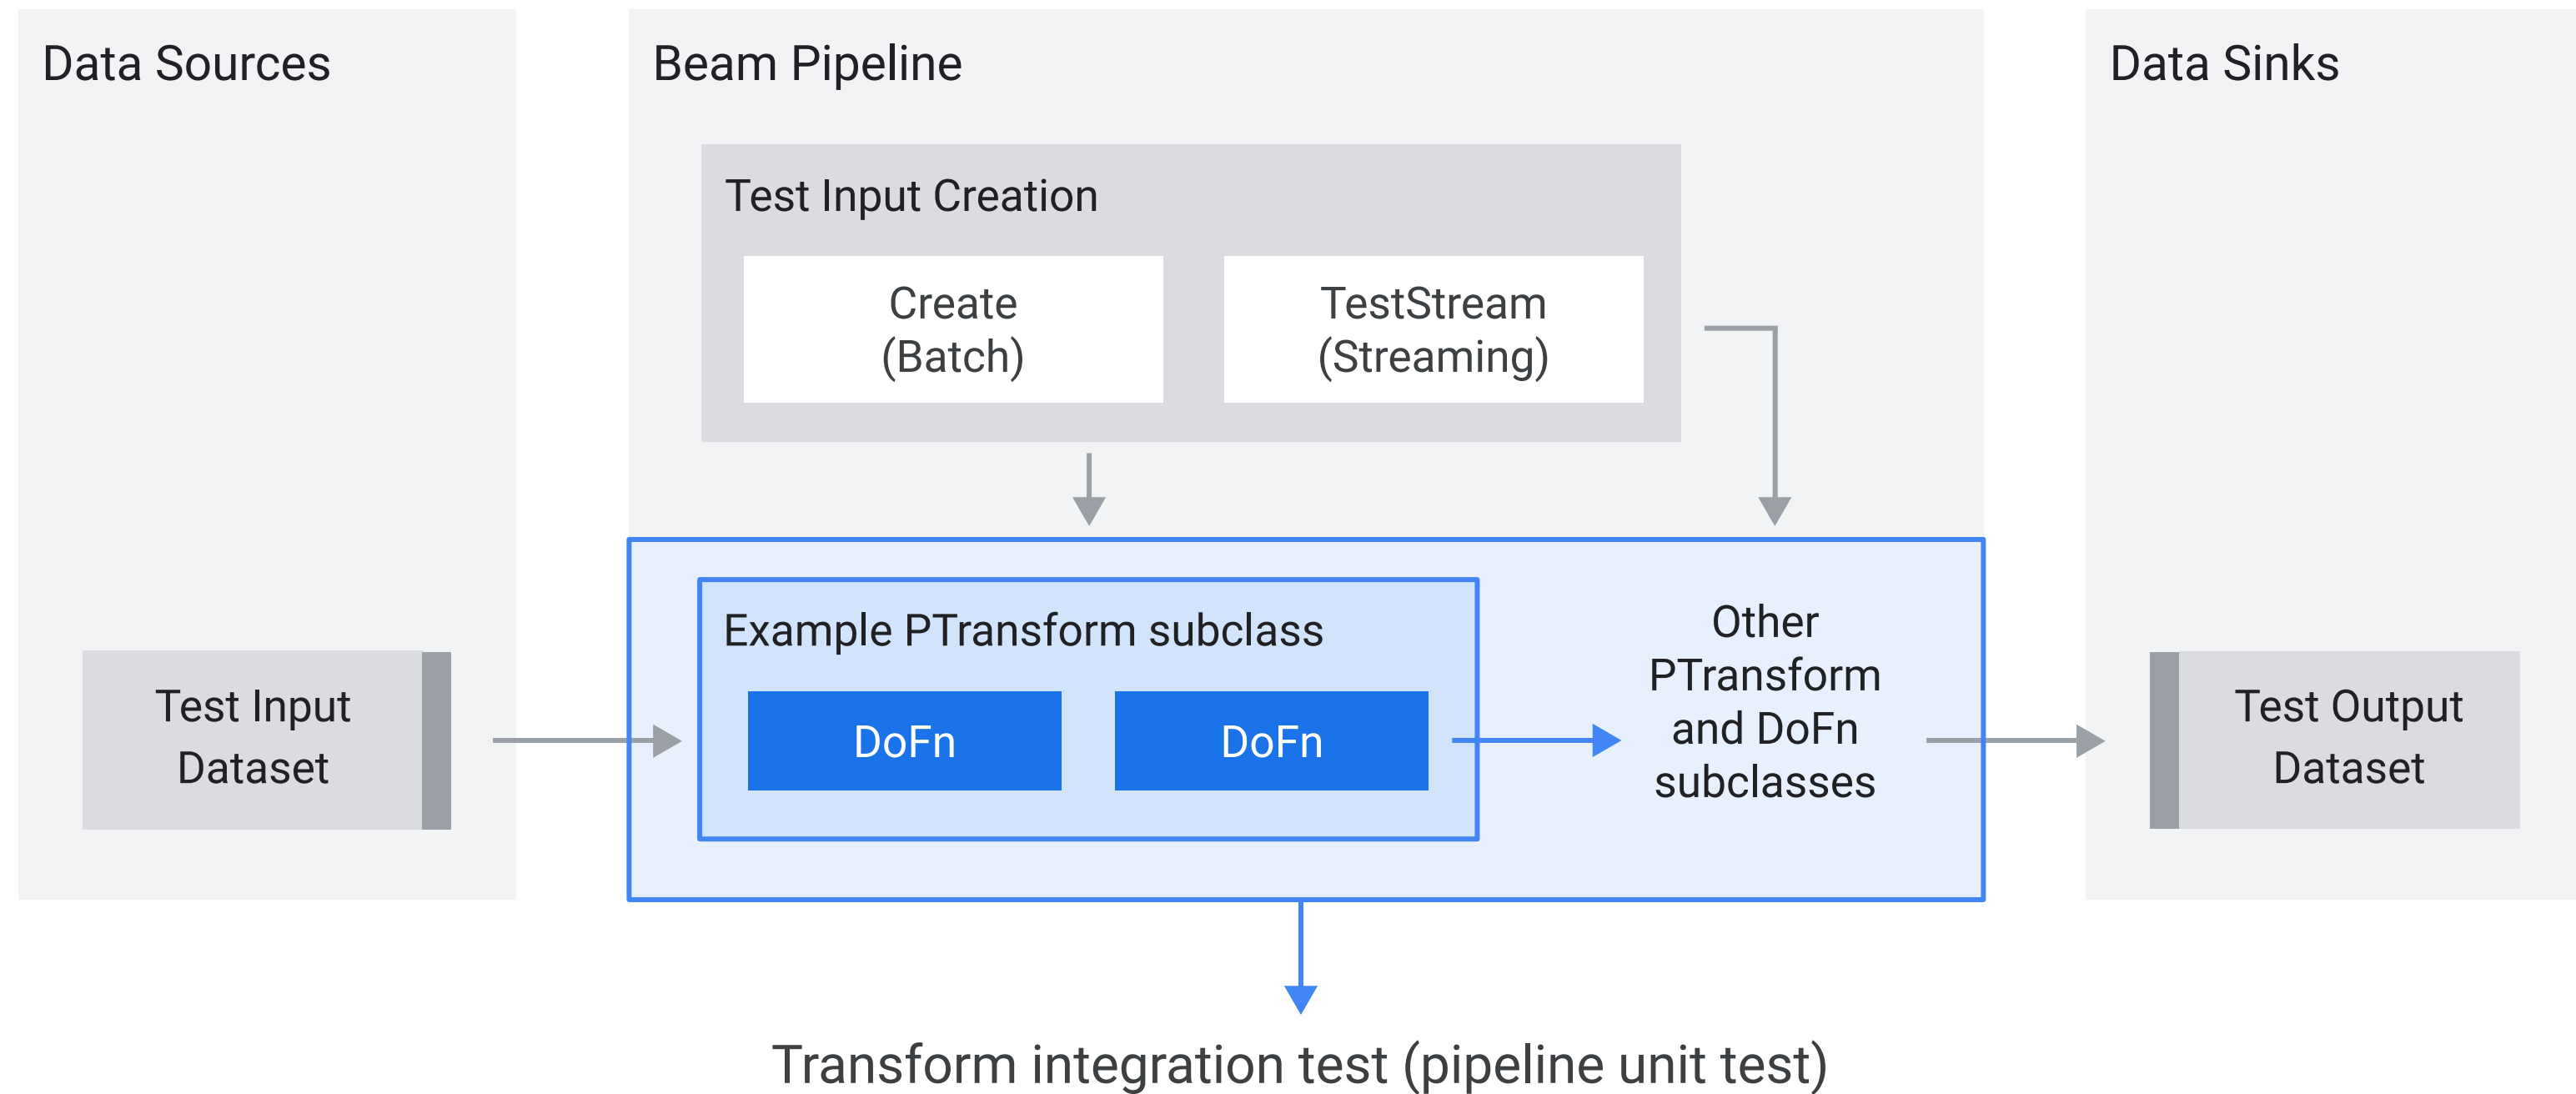 Data Sources
Beam Pipeline
Data Sinks
Test Input Creation
Create
(Batch)
TestStream
(Streaming)
Example PTransform subclass
DoFn
DoFn
Other
PTransform
and DoFn
subclasses
Test Input
Dataset
Test Output
Dataset
Transform integration test (pipeline unit test)